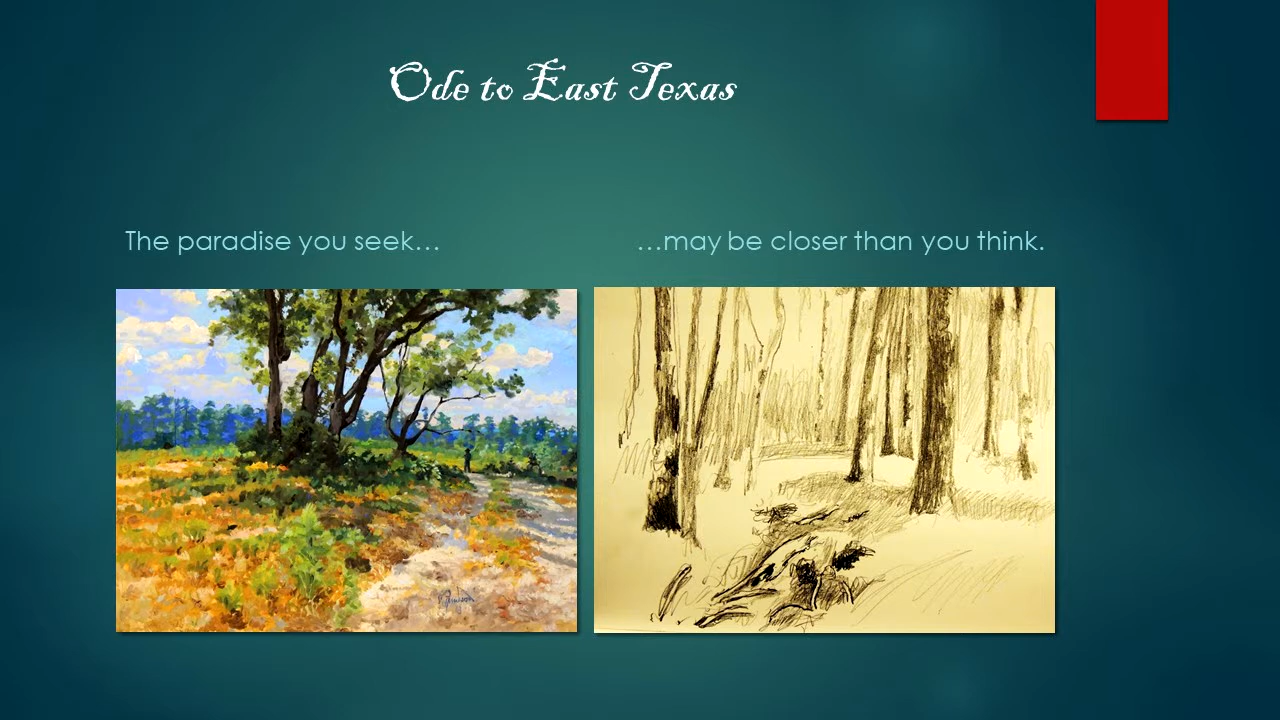 Ode to East Texas
The paradise you seek…
…may be closer than you think.